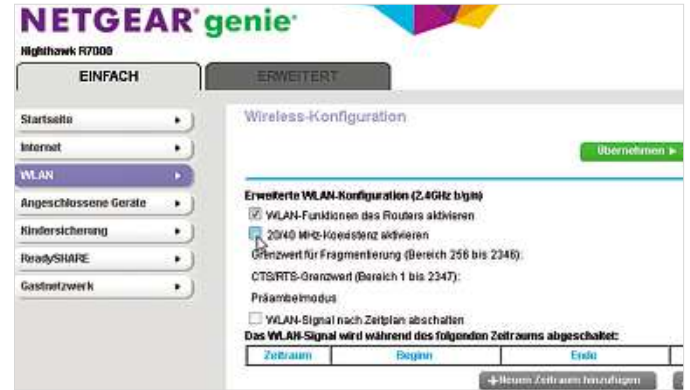 NETGEAR genie
Nighthawk R7000
EINFACH
ERWEITERT
Startseite
Internet
WLAN
Angeschlossene Geräte
Kindersicherung
ReadySHARE
Gastnetzwerk
Wireless-Konfiguration
Übernehmen
Erweiterte WLAN-Konfiguration (2.4GHz b/g/n)
WLAN-Funktionen des Routers aktivieren
20/40 MHz-Koexistenz aktivieren
Grenzwert für Fragmentierung (Bereich 256 bis 2346):
CTS/RTS-Grenzwert (Bereich 1 bis 2347):
Präambelmodus
WLAN-Signal nach Zeitplan abschalten
Das WLAN-Signal wird während des folgenden Zeitraums abgeschaltet:
Zeitraum Beginn Ende
+Neuen Zeitraum hinzufügen